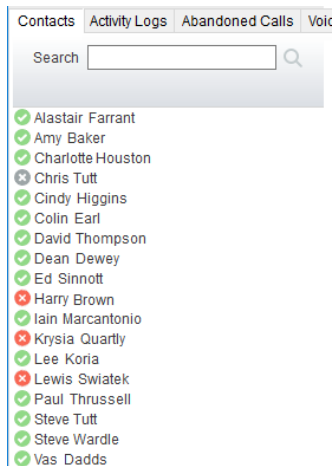 Contacts Activity Logs Abandoned Calls Voic
Search
Alastair Farrant
Amy Baker
Charlotte Houston
Chris Tutt
Cindy Higgins
Colin Earl
David Thompson
Dean Dewey
Ed Sinnott
Harry Brown
Iain Marcantonio
Krysia Quartly
Lee Koria
Lewis Swiatek
Paul Thrussell
Steve Tutt
Steve Wardle
Vas Dadds